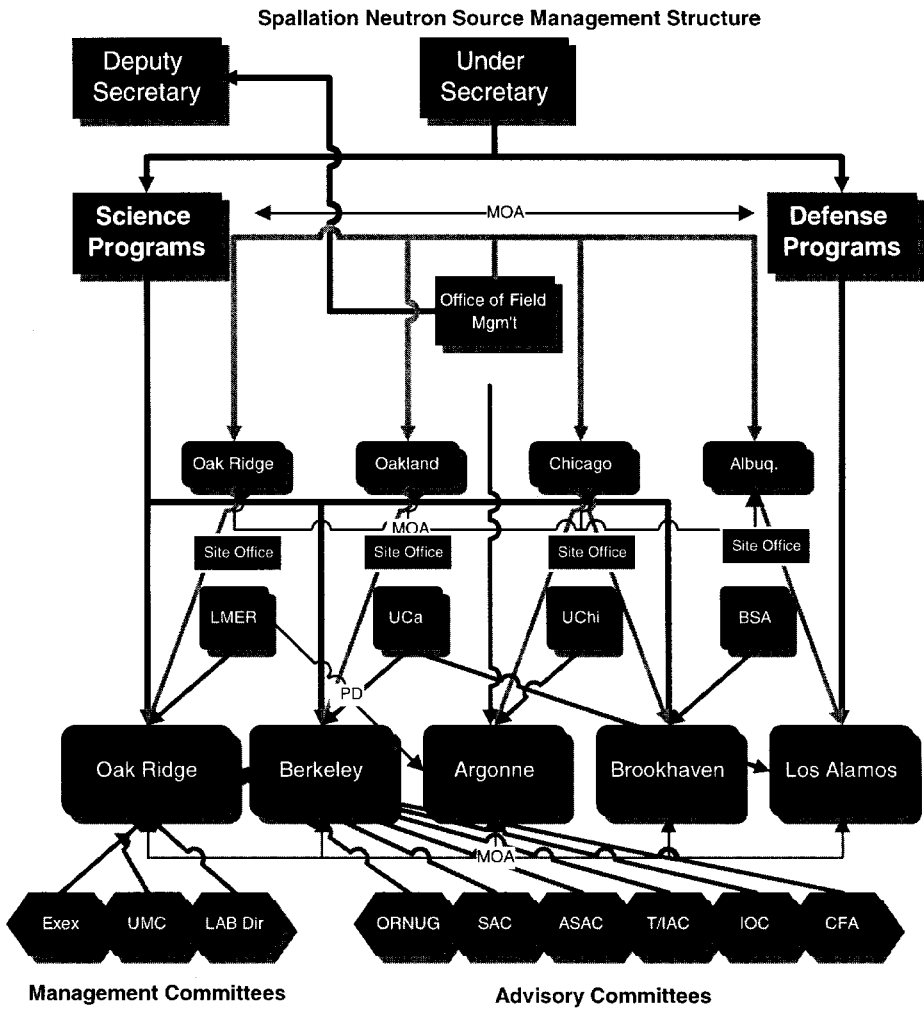 Spallation Neutron Source Management Structure
Deputy
Secretary
Under
Secretary
Science
Programs
MOA
Defense
Programs
Office of Field
Mgm't
Oak Ridge
Oakland
Chicago
Albuq.
MOA
Site Office
Site Office
Site Office
Site Office
LMER
UCa
UChi
BSA
PD
Oak Ridge
Berkeley
Argonne
Brookhaven
Los Alamos
MOA
Exex
UMC
LAB Dir
ORNUG
SAC
ASAC
T/IAC
IOC
CFA
Management Committees
Advisory Committees